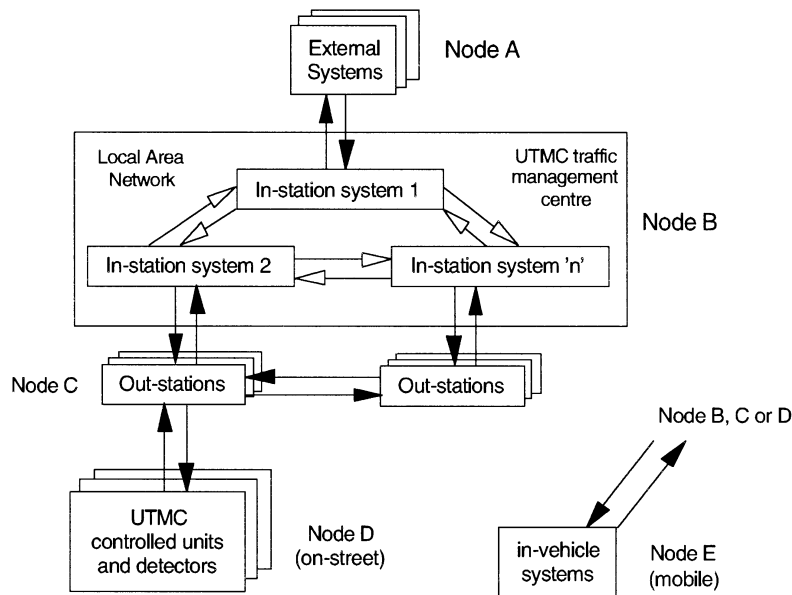 External
Systems
Node A
Local Area
Network
UTMC traffic
management
centre
In-station system 1
Node B
In-station system 2
In-station system 'n'
Node C
Out-stations
Out-stations
Node B, C or D
UTMC
controlled units
and detectors
Node D
(on-street)
in-vehicle
systems
Node E
(mobile)